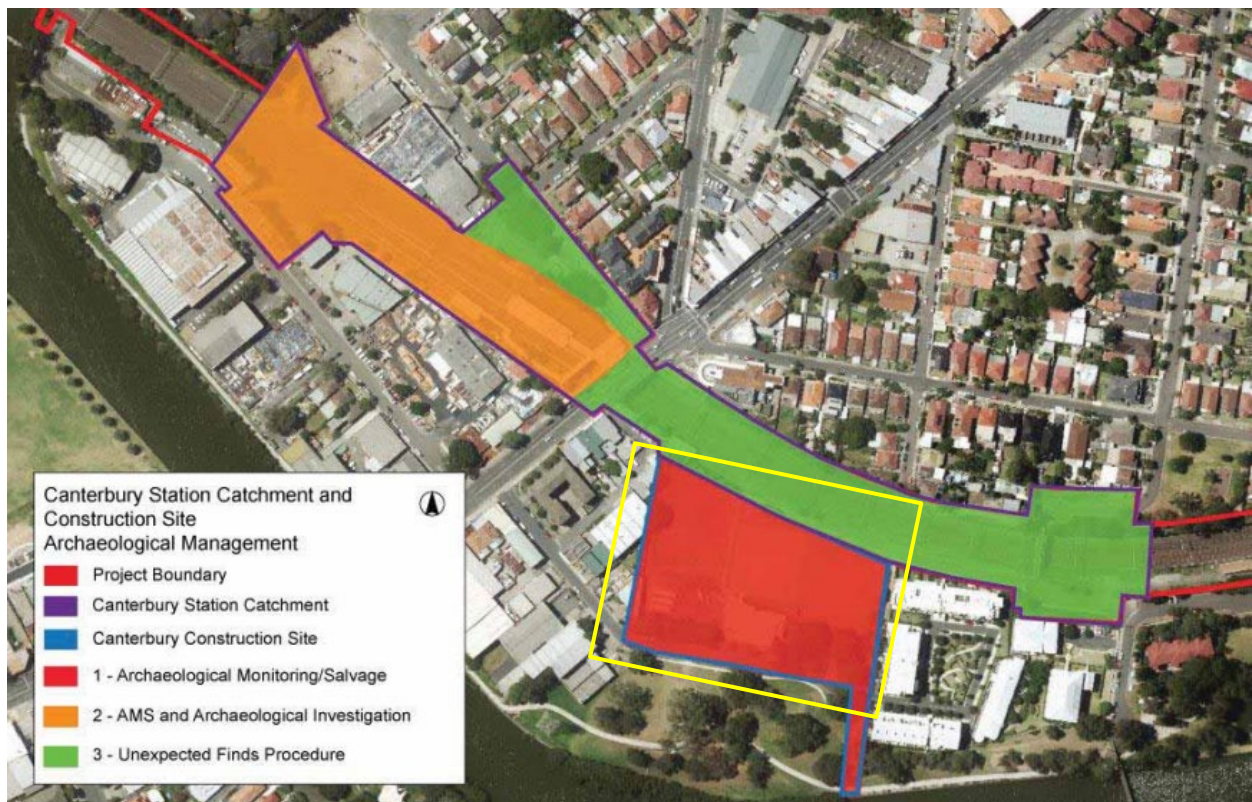 Canterbury Station Catchment and
Construction Site
Archaeological Management
Project Boundary
Canterbury Station Catchment
Canterbury Construction Site
1 - Archaeological Monitoring/Salvage
2 - AMS and Archaeological Investigation
3 - Unexpected Finds Procedure